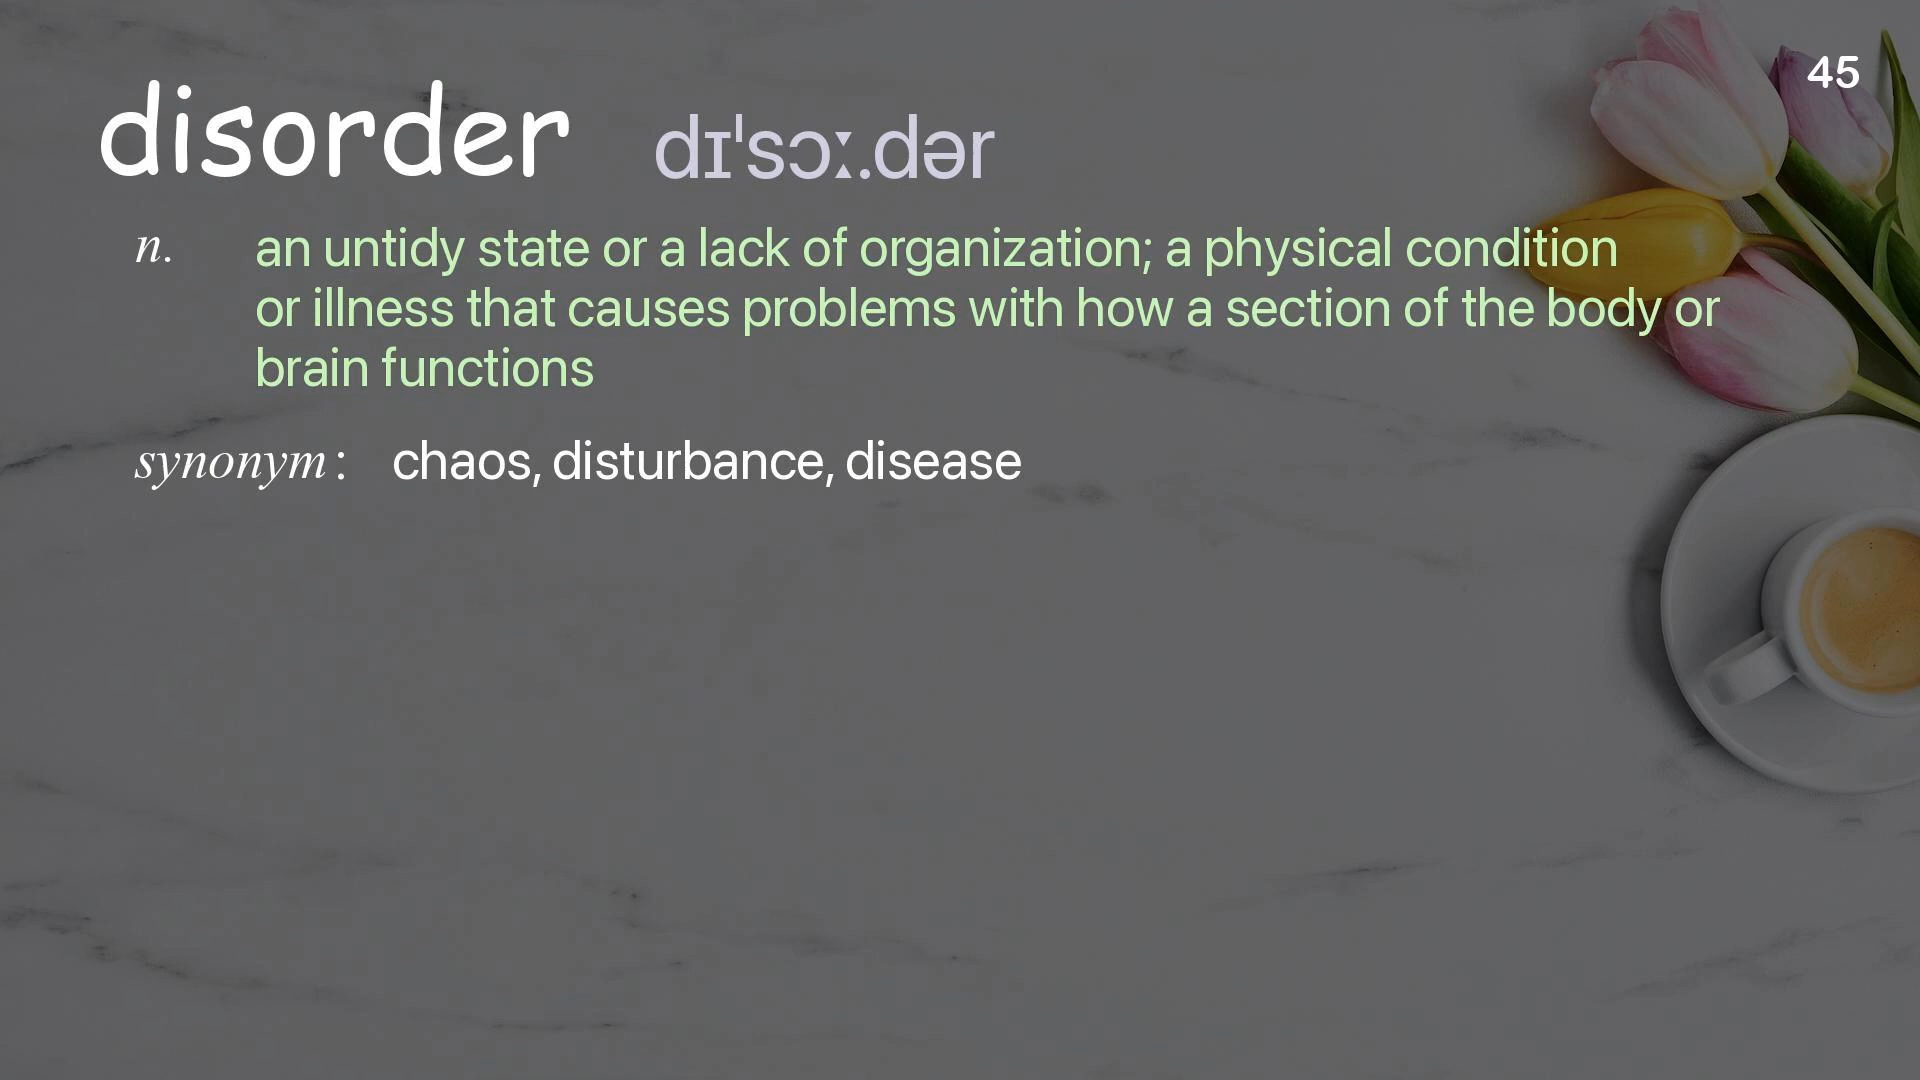 45
disorder dɪˈsɔː.dər
n. an untidy state or a lack of organization; a physical condition
or illness that causes problems with how a section of the body or
brain functions
synonym: chaos, disturbance, disease